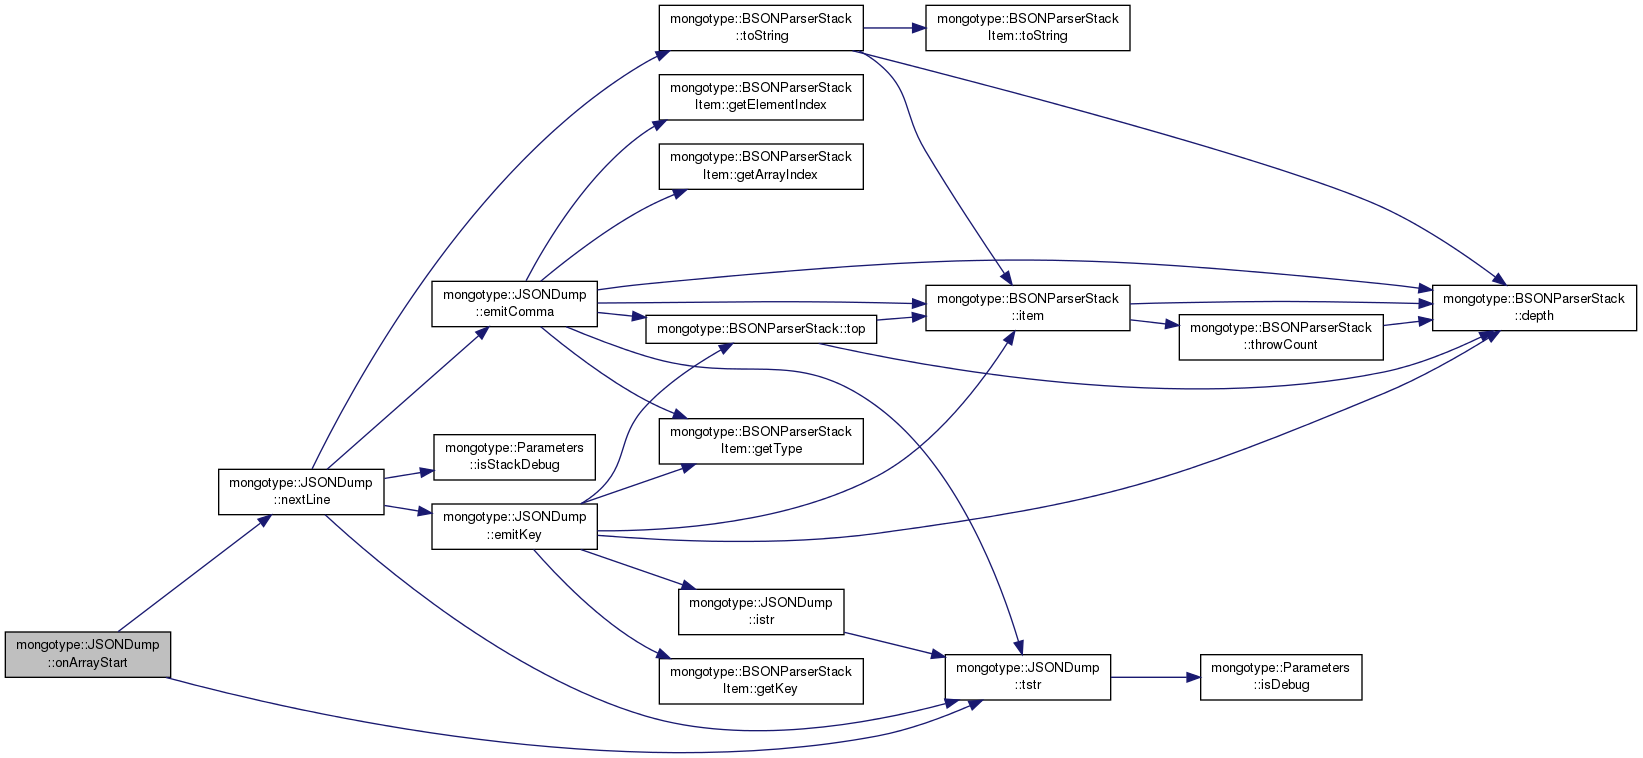 mongotype::BSONParserStack
::toString
mongotype::BSONParserStack
Item::toString
mongotype::BSONParserStack
Item::getElementIndex
mongotype::BSONParserStack
Item::getArrayIndex
mongotype::JSONDump
::emitComma
mongotype::BSONParserStack::top
mongotype::BSONParserStack
::item
mongotype::BSONParserStack
::throwCount
mongotype::BSONParserStack
::depth
mongotype::BSONParserStack
Item::getType
mongotype::Parameters
::isStackDebug
mongotype::JSONDump
::nextLine
mongotype::JSONDump
::emitKey
mongotype::JSONDump
::istr
mongotype::BSONParserStack
Item::getKey
mongotype::JSONDump
::onArrayStart
mongotype::JSONDump
::tstr
mongotype::Parameters
::isDebug